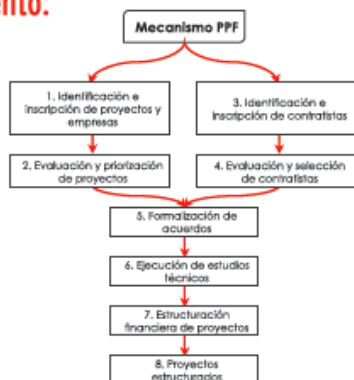 nto:
Mecanismo PPF
1. Identificación e
inscripción de proyectos y
empresas
3. Identificación e
inscripción de contratistas
2. Evaluación y priorización
de proyectos
4. Evaluación y selección
de contratistas
5. Formalización de
acuerdos
6. Ejecución de estudios
técnicos
7. Estructuración
financiera de proyectos
8. Proyectos
estructurados